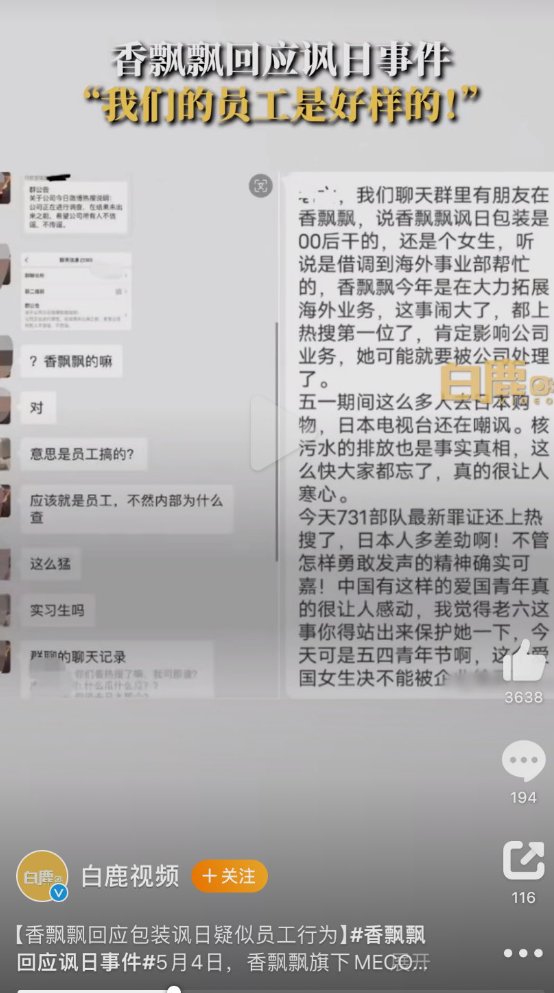 香飘飘回应讽日事件
“我们的员工是好样的!”
群公告
关于公司今日微博热搜说明:
公司正在进行调查,在结果未出
来之前,希望公司所有人不信
谣、不传谣。
?香飘飘的嘛
对
意思是员工搞的?
应该就是员工,不然内部为什么
查
这么猛
实习生吗
群聊的聊天记录
,我们聊天群里有朋友在
香飘飘,说香飘飘讽日包装是
00后干的,还是个女生,听
说是借调到海外事业部帮忙
的,香飘飘今年是在大力拓展
海外业务,这事闹大了,都上
热搜第一位了,肯定影响公司
业务,她可能就要被公司处理
了。
五一期间这么多人去日本购
物,日本电视台还在嘲讽。核
污水的排放也是事实真相,这
么快大家都忘了,真的很让人
寒心。
今天731部队最新罪证还上热
搜了,日本人多差劲啊!不管
怎样勇敢发声的精神确实可
嘉!中国有这样的爱国青年真
的很让人感动,我觉得老六这
事你得站出来保护她一下,今
天可是五四青年节啊,这个爱
国女生决不能被企
白鹿@
3638
194
116
白鹿@
白鹿视频
+关注
【香飘飘回应包装讽日疑似员工行为】#香飘飘
回应讽日事件#5月4日,香飘飘旗下MECO...展开